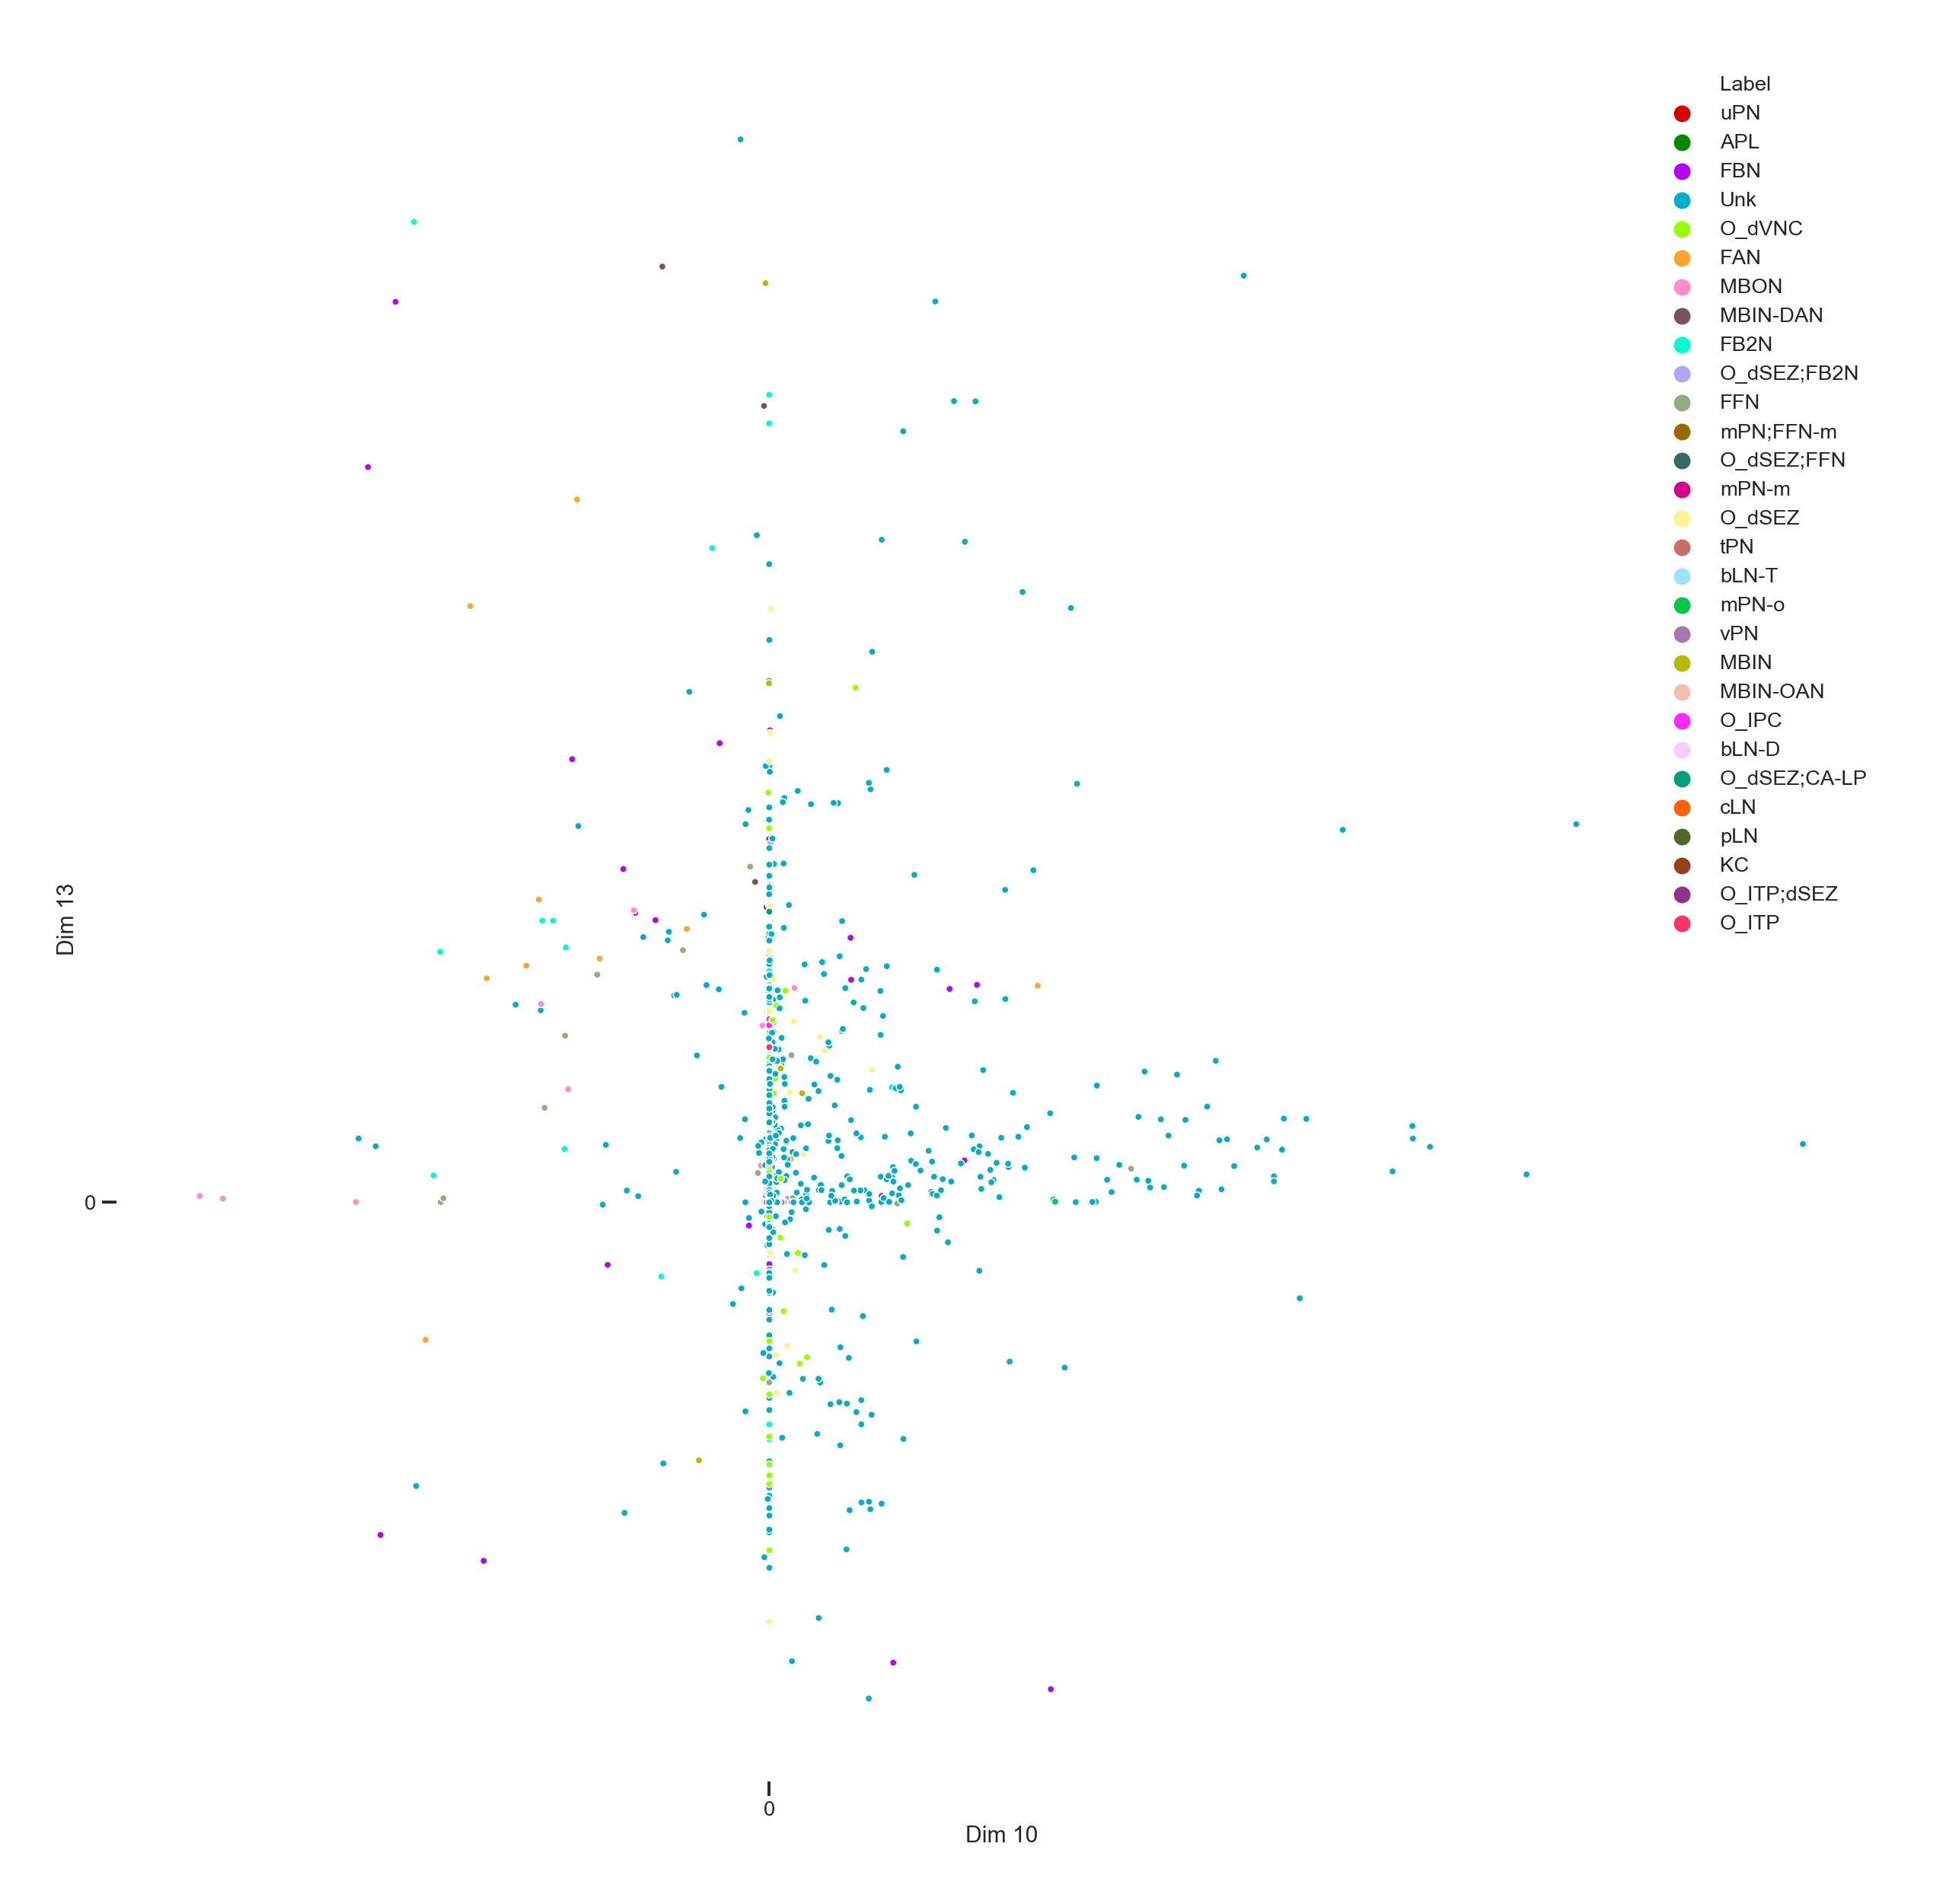 Label
uPN
APL
FBN
Unk
O_dVNC
FAN
MBON
MBIN-DAN
FB2N
O_dSEZ;FB2N
FFN
mPN;FFN-m
O_dSEZ;FFN
mPN-m
O_dSEZ
tPN
bLN-T
mPN-o
vPN
MBIN
MBIN-OAN
O_IPC
bLN-D
O_dSEZ;CA-LP
cLN
pLN
KC
O_ITP;dSEZ
O_ITP
Dim 13
0
0
Dim 10